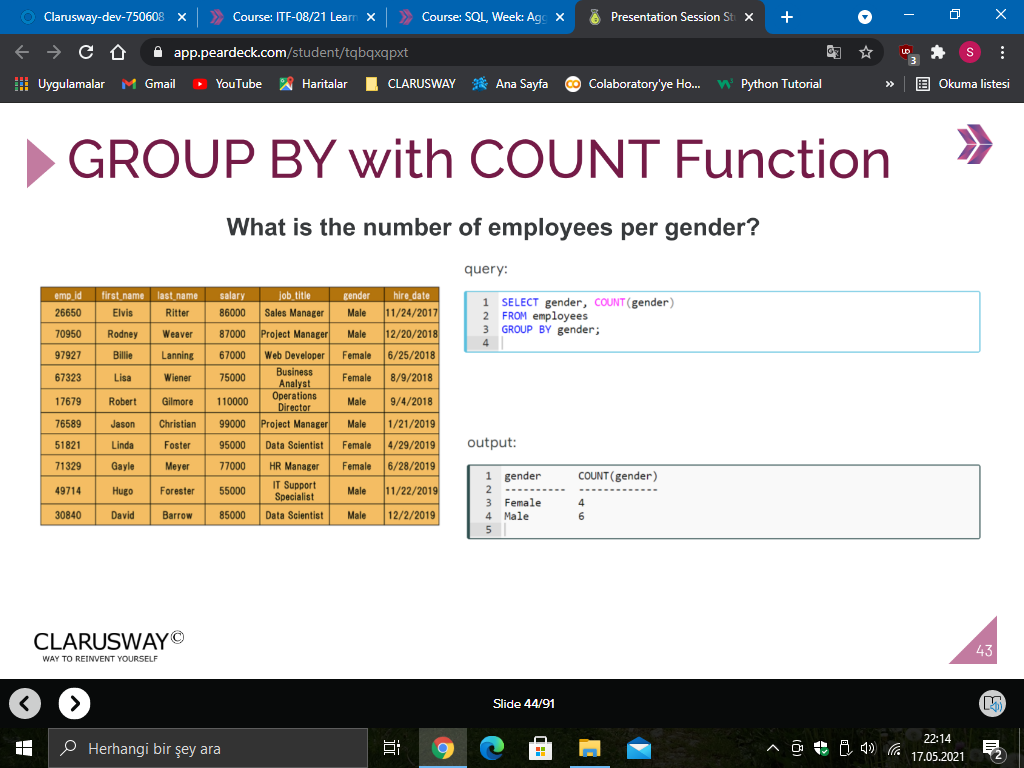 Clarusway-dev-750608
Course: ITF-08/21 Learn
Course: SQL, Week: Agg
Presentation Session St
app.peardeck.com/student/tqbqxqpxt
3
S
Uygulamalar
Gmail
YouTube
Haritalar
CLARUSWAY
Ana Sayfa
Colaboratory'ye Ho...
Python Tutorial
»
Okuma listesi
GROUP BY with COUNT Function
What is the number of employees per gender?
emp_id first_name last_name salary job_title gender hire_date
26650 Elvis Ritter 86000 Sales Manager Male 11/24/2017
70950 Rodney Weaver 87000 Project Manager Male 12/20/2018
97927 Billie Lanning 67000 Web Developer Female 6/25/2018
67323 Lisa Wiener 75000 Business Analyst Female 8/9/2018
17679 Robert Gilmore 110000 Operations Director Male 9/4/2018
76589 Jason Christian 99000 Project Manager Male 1/21/2019
51821 Linda Foster 95000 Data Scientist Female 4/29/2019
71329 Gayle Meyer 77000 HR Manager Female 6/28/2019
49714 Hugo Forester 55000 IT Support Specialist Male 11/22/2019
30840 David Barrow 85000 Data Scientist Male 12/2/2019
query:
1 SELECT gender, COUNT(gender)
2 FROM employees
3 GROUP BY gender;
4
output:
1 gender COUNT(gender)
2 ---------- -------------
3 Female 4
4 Male 6
5
CLARUSWAY©
WAY TO REINVENT YOURSELF
43
Slide 44/91
Herhangi bir şey ara
22:14
17.05.2021
2